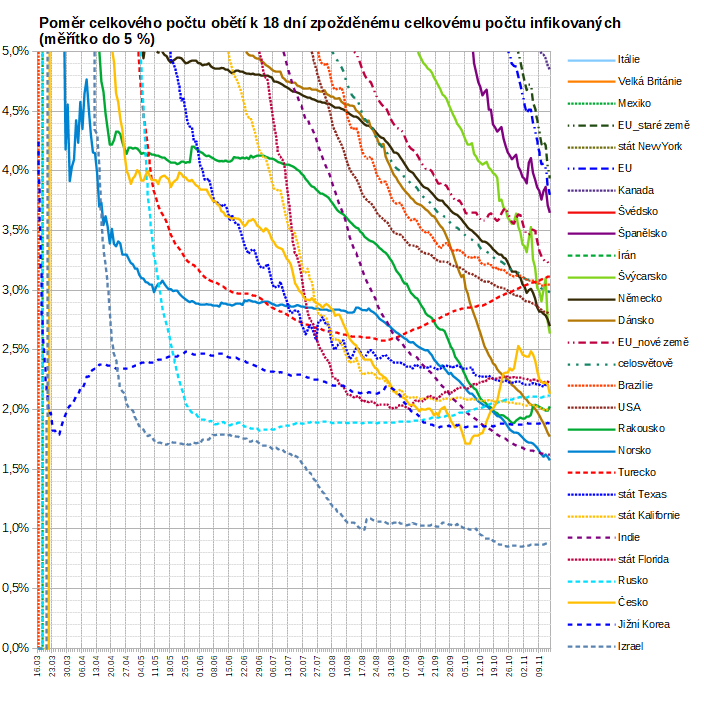 Poměr celkového počtu obětí k 18 dní zpožděnému celkovému počtu infikovaných
(měřítko do 5 %)
5,0%
4,5%
4,0%
3,5%
3,0%
2,5%
2,0%
1,5%
1,0%
0,5%
0,0%
16.03
23.03
30.03
06.04
13.04
20.04
27.04
04.05
11.05
18.05
25.05
01.06
08.06
15.06
22.06
29.06
06.07
13.07
20.07
27.07
03.08
10.08
17.08
24.08
31.08
07.09
14.09
21.09
28.09
05.10
12.10
19.10
26.10
02.11
09.11
Itálie
Velká Británie
Mexiko
EU_staré země
stát NewYork
EU
Kanada
Švédsko
Španělsko
Irán
Švýcarsko
Německo
Dánsko
EU_nové země
celosvětově
Brazílie
USA
Rakousko
Norsko
Turecko
stát Texas
stát Kalifornie
Indie
stát Florida
Rusko
Česko
Jižní Korea
Izrael